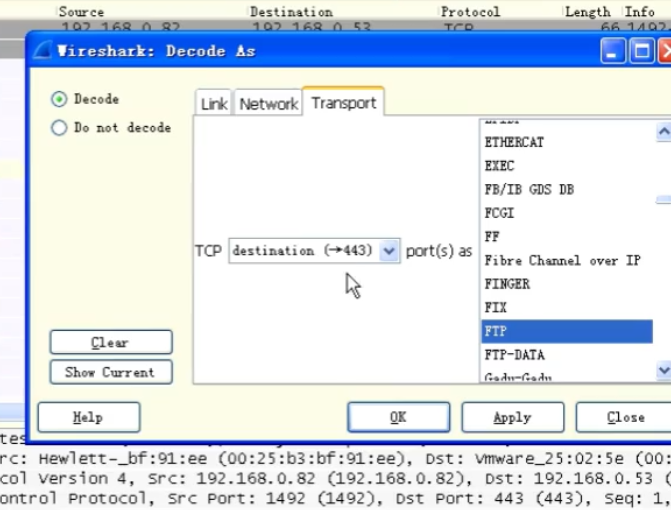 Source Destination Protocol Length Info
192.168.0.82 192.168.0.53 TCP 66 1492
Wireshark: Decode As
Decode
Do not decode
Link Network Transport
ETHERCAT
EXEC
FB/IB GDS DB
FCGI
FF
TCP destination (→443) port(s) as
Fibre Channel over IP
FINGER
FIX
FTP
FTP-DATA
Gadu-Gadu
Clear
Show Current
Help OK Apply Close
tes
rc: Hewlett-_bf:91:ee (00:25:b3:bf:91:ee), Dst: Vmware_25:02:5e (00:
col Version 4, Src: 192.168.0.82 (192.168.0.82), Dst: 192.168.0.53 (
ontrol Protocol, Src Port: 1492 (1492), Dst Port: 443 (443), Seq: 1,